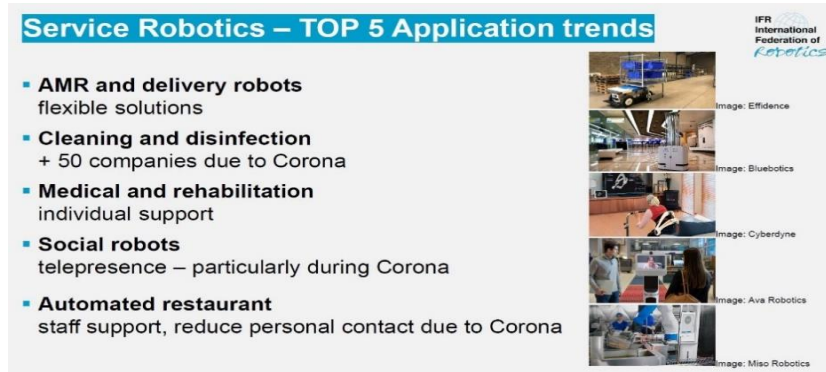 Service Robotics – TOP 5 Application trends
IFR
International
Federation of
Robotics
▪ AMR and delivery robots
flexible solutions
▪ Cleaning and disinfection
+ 50 companies due to Corona
▪ Medical and rehabilitation
individual support
▪ Social robots
telepresence – particularly during Corona
▪ Automated restaurant
staff support, reduce personal contact due to Corona
Image: Effidence
Image: Bluebotics
Image: Cyberdyne
Image: Ava Robotics
Image: Miso Robotics